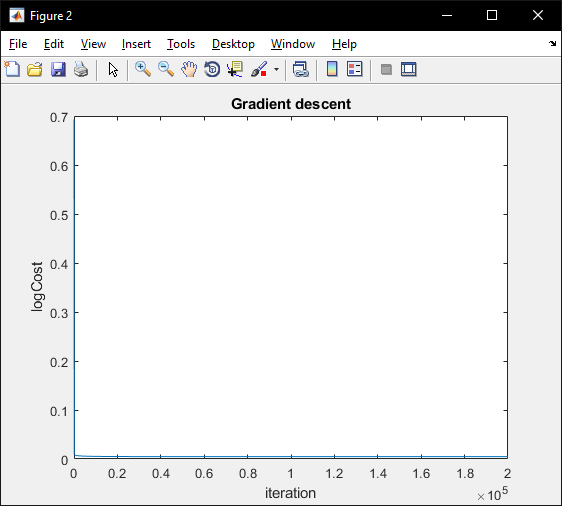 Figure 2
File Edit View Insert Tools Desktop Window Help
Gradient descent
0.7
0.6
0.5
0.4
0.3
0.2
0.1
0
logCost
0 0.2 0.4 0.6 0.8 1 1.2 1.4 1.6 1.8 2
iteration
×10⁵